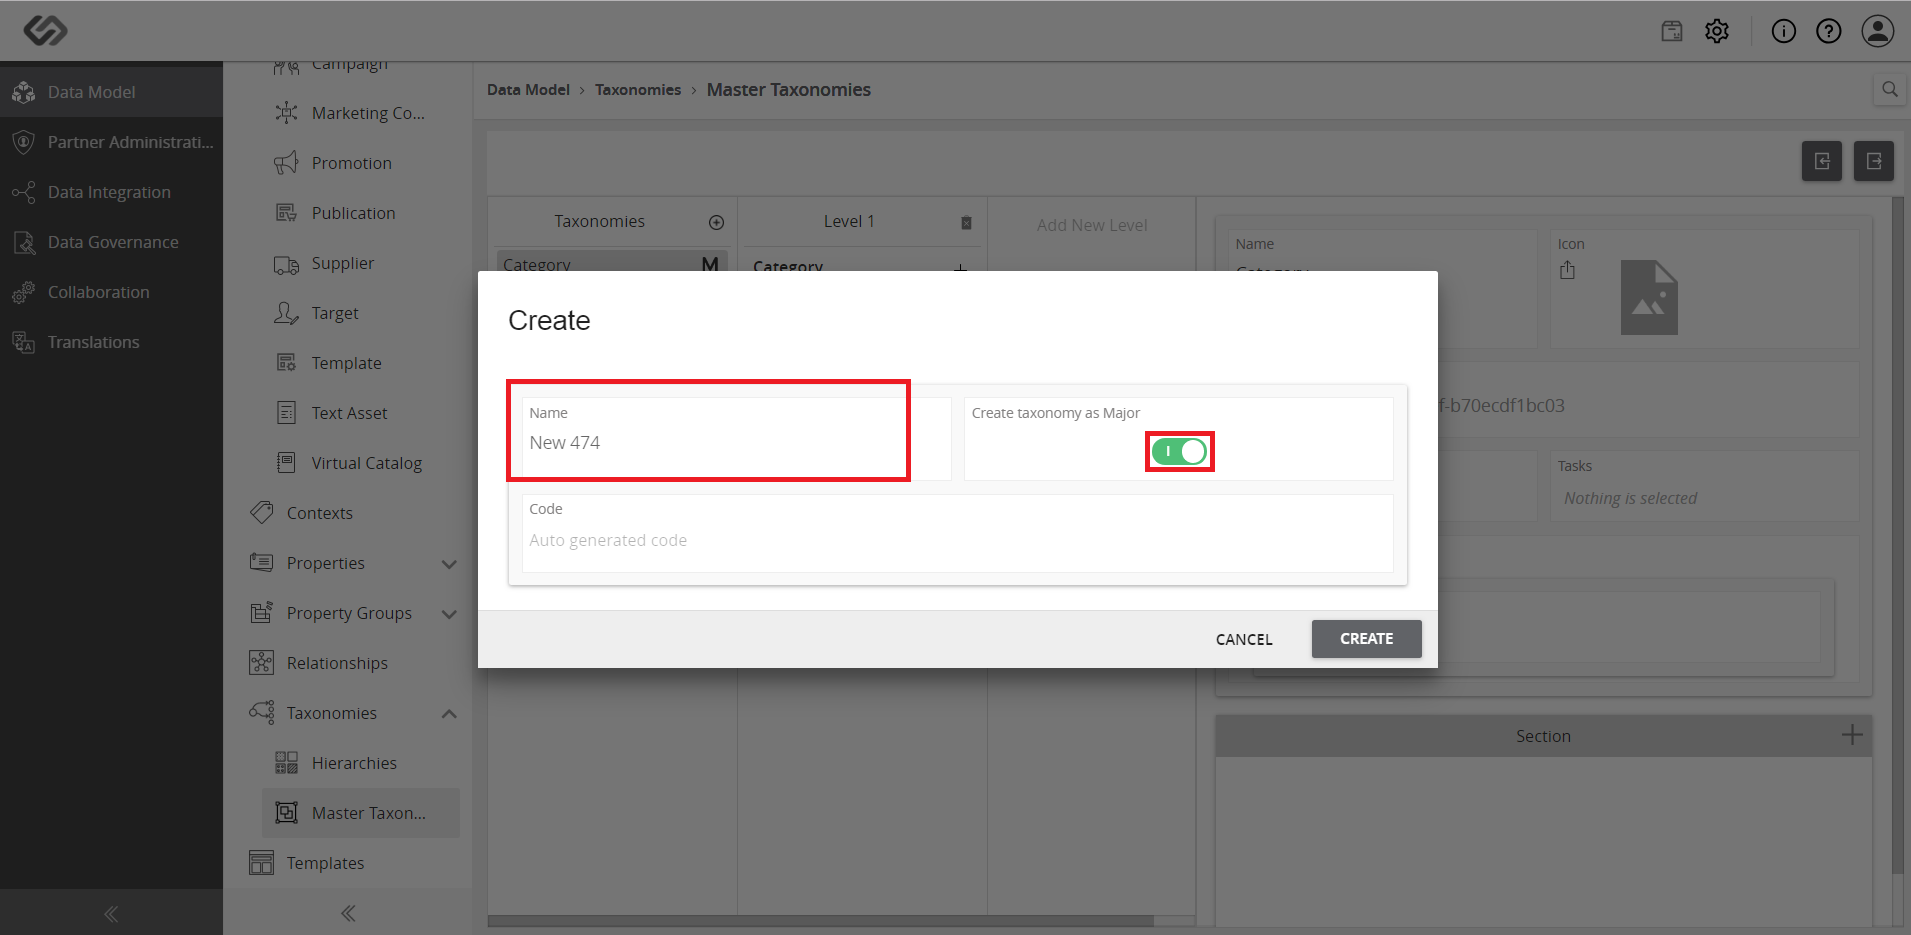 Data Model
Partner Administrati...
Data Integration
Data Governance
Collaboration
Translations
Campaign
Marketing Co...
Promotion
Publication
Supplier
Target
Template
Text Asset
Virtual Catalog
Contexts
Properties
Property Groups
Relationships
Taxonomies
Hierarchies
Master Taxon...
Templates
Data Model › Taxonomies › Master Taxonomies
Taxonomies
Level 1
Add New Level
Category M
Category
Name
Category
Icon
f-b70ecdf1bc03
Tasks
Nothing is selected
Section
Create
Name
New 474
Create taxonomy as Major
Code
Auto generated code
CANCEL
CREATE